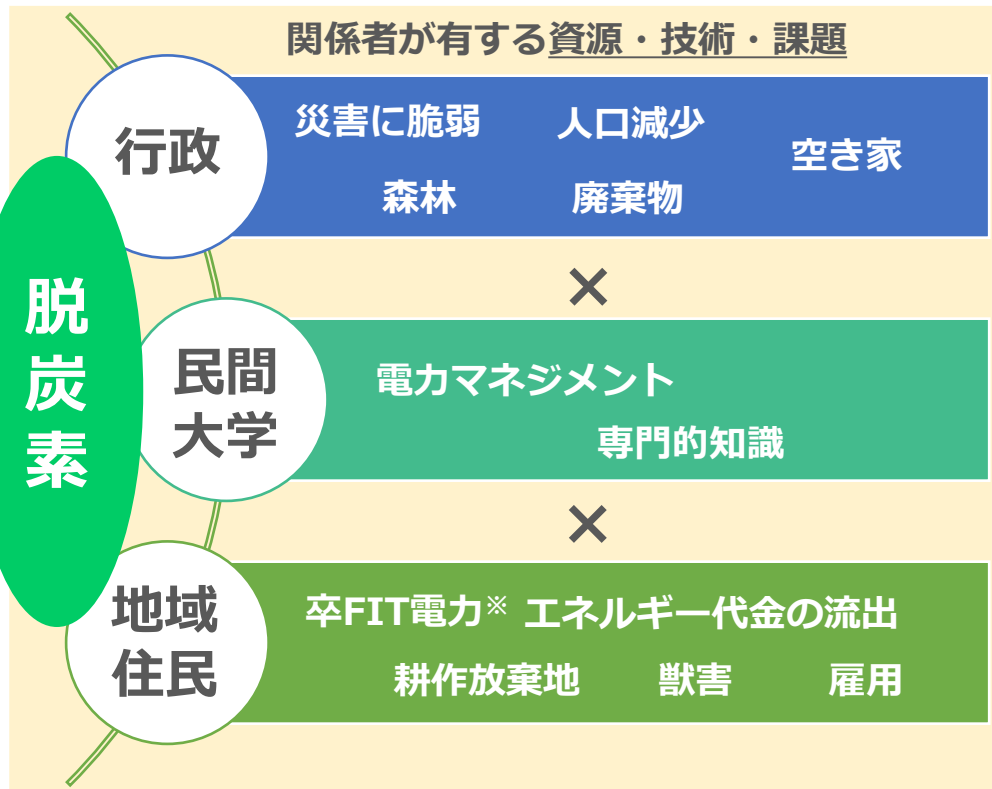 関係者が有する資源・技術・課題
行政
災害に脆弱 人口減少 空き家
森林 廃棄物
×
脱炭素
民間
大学
電力マネジメント
専門的知識
×
地域
住民
卒FIT電力※ エネルギー代金の流出
耕作放棄地 獣害 雇用